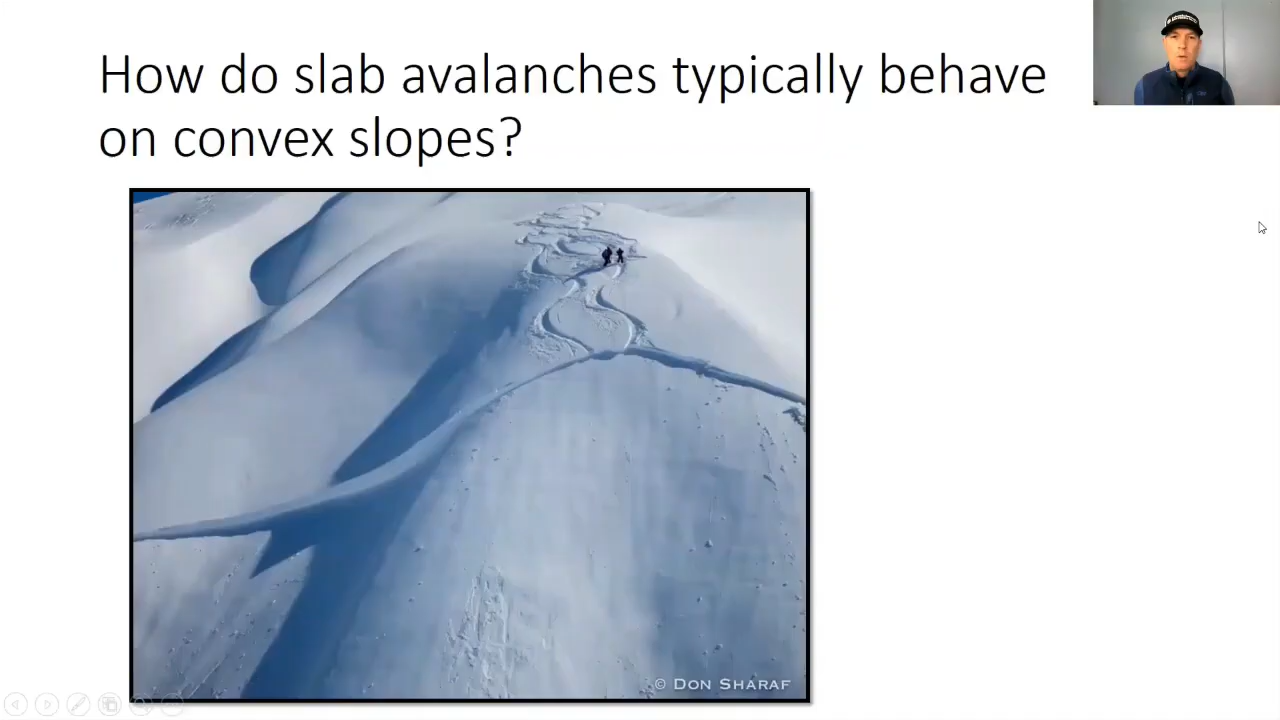 How do slab avalanches typically behave
on convex slopes?
© DON SHARAF